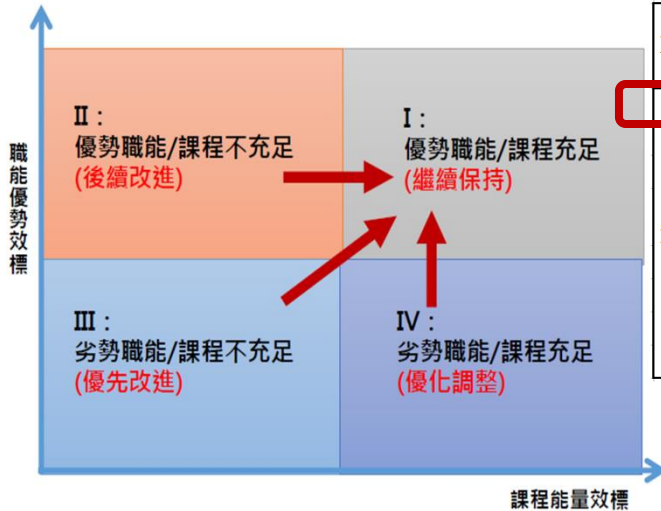 II：
優勢職能/課程不充足
(後續改進)
I：
優勢職能/課程充足
(繼續保持)
職能優勢效標
III：
劣勢職能/課程不充足
(優先改進)
IV：
劣勢職能/課程充足
(優化調整)
課程能量效標